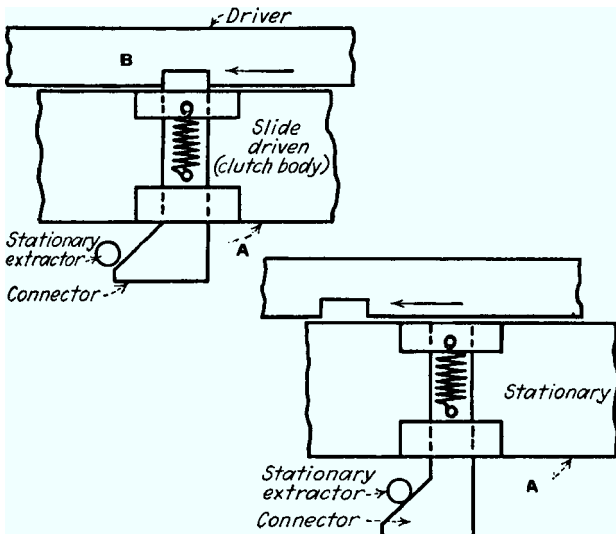 Driver
B
Slide
driven
(clutch body)
Stationary
extractor
A
Connector
Stationary
A
Stationary
extractor
Connector